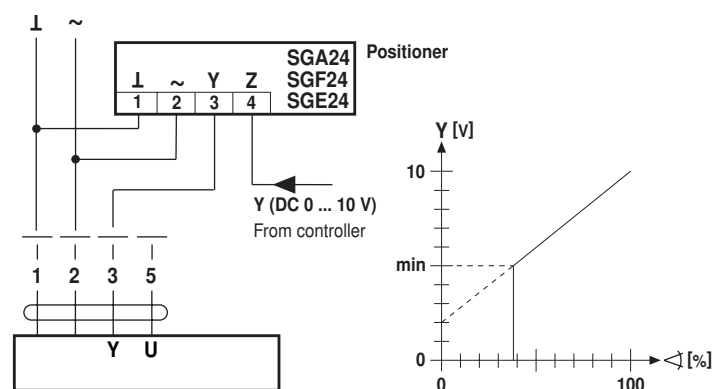 ⊥ ~
SGA24 Positioner
SGF24
SGE24
⊥ ~ Y Z
1 2 3 4
Y (DC 0 ... 10 V)
From controller
1 2 3 5
Y U
Y [V]
10
min
0
0 100
∢ [%]